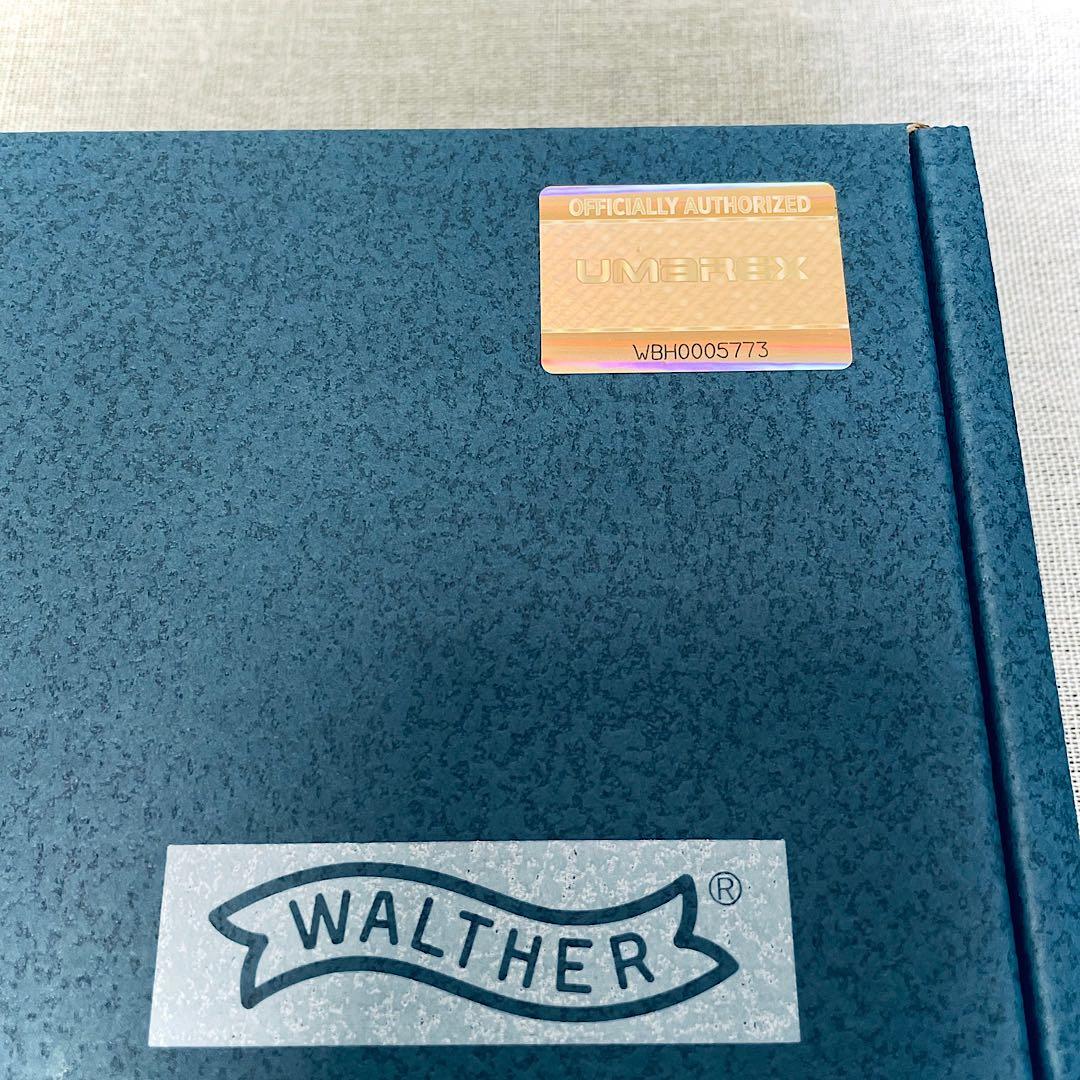 OFFICIALLY AUTHORIZED
UMAREX
WBH0005773
WALTHER ®